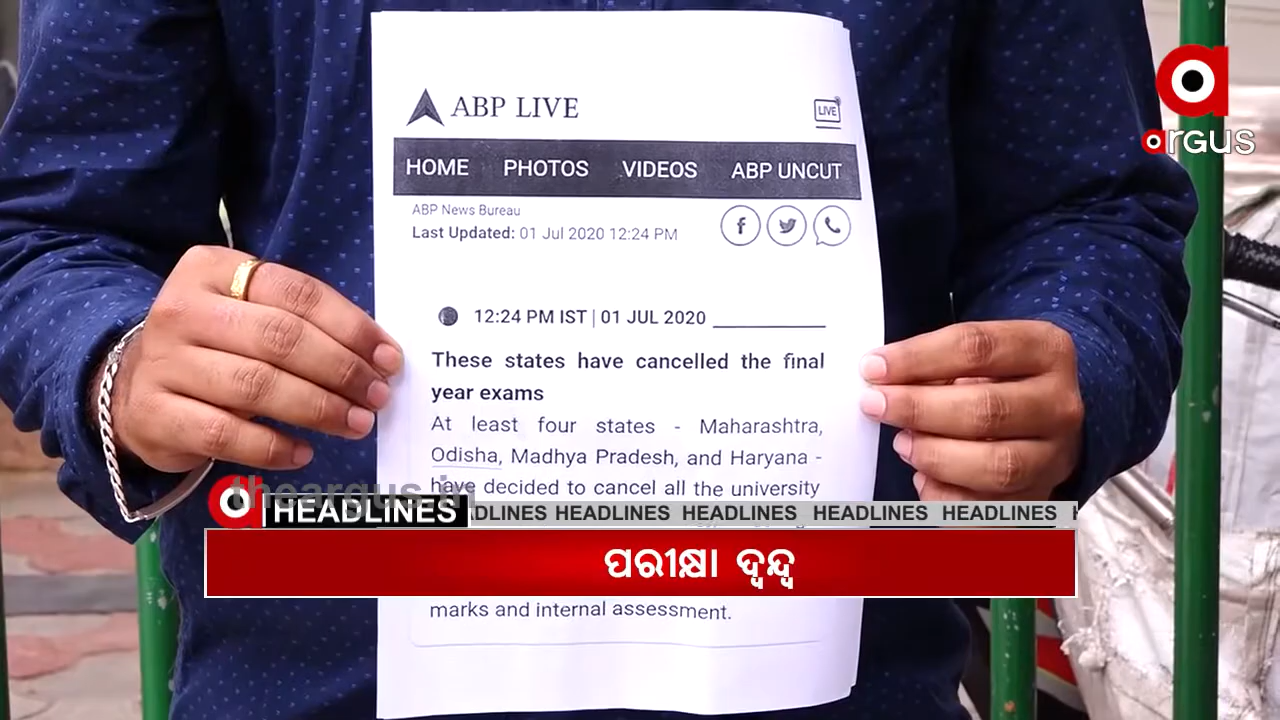 ABP LIVE
LIVE
HOME PHOTOS VIDEOS ABP UNCUT
ABP News Bureau
Last Updated: 01 Jul 2020 12:24 PM
12:24 PM IST | 01 JUL 2020
These states have cancelled the final
year exams
At least four states - Maharashtra,
Odisha, Madhya Pradesh, and Haryana -
have decided to cancel all the university
marks and internal assessment.
argus
theargus.in
HEADLINES
HEADLINES HEADLINES HEADLINES HEADLINES
ପରୀକ୍ଷା ଦ୍ୱନ୍ଦ୍ୱ